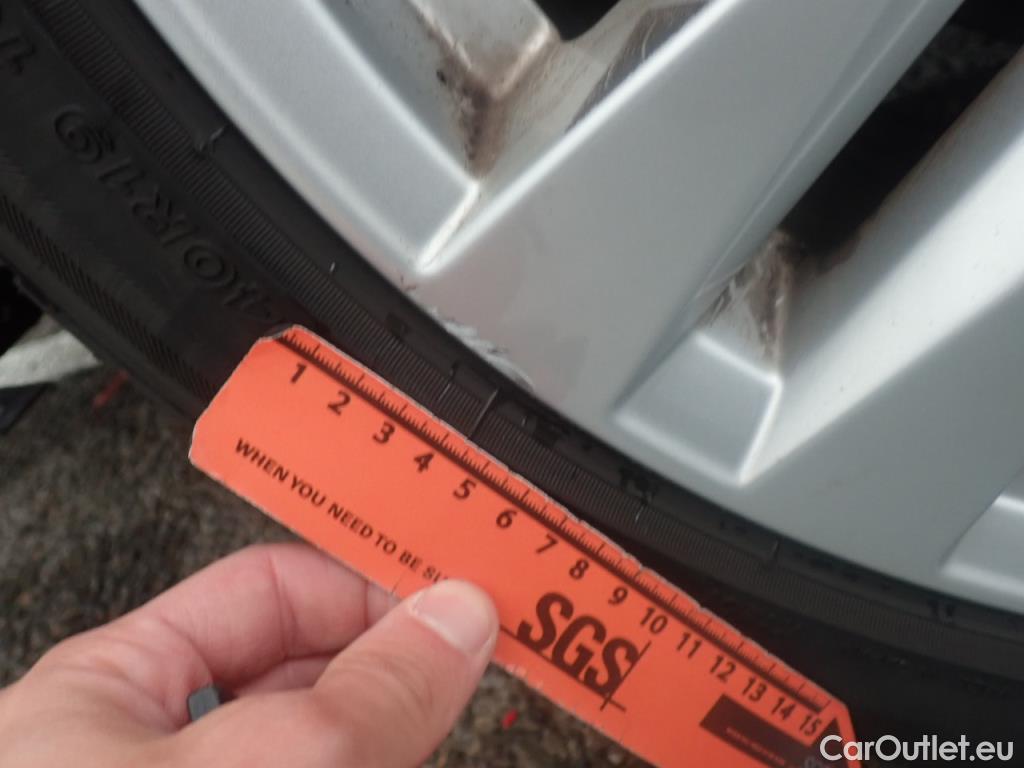 40R19
1 2 3 4 5 6 7 8 9 10 11 12 13 14 15
WHEN YOU NEED TO BE
SGS
CarOutlet.eu